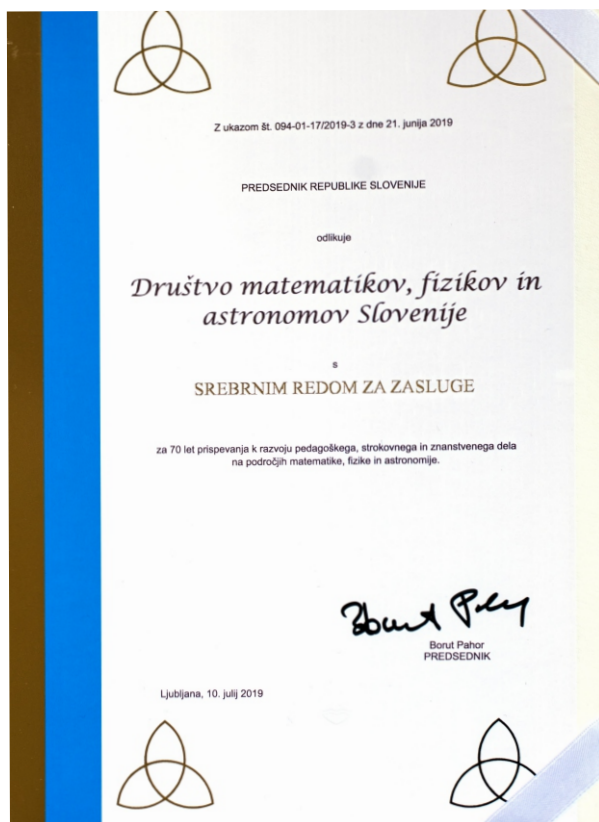 Z ukazom št. 094-01-17/2019-3 z dne 21. junija 2019
PREDSEDNIK REPUBLIKE SLOVENIJE
odlikuje
Društvo matematikov, fizikov in
astronomov Slovenije
s
SREBRNIM REDOM ZA ZASLUGE
za 70 let prispevanja k razvoju pedagoškega, strokovnega in znanstvenega dela
na področjih matematike, fizike in astronomije.
Borut Pahor
PREDSEDNIK
Ljubljana, 10. julij 2019